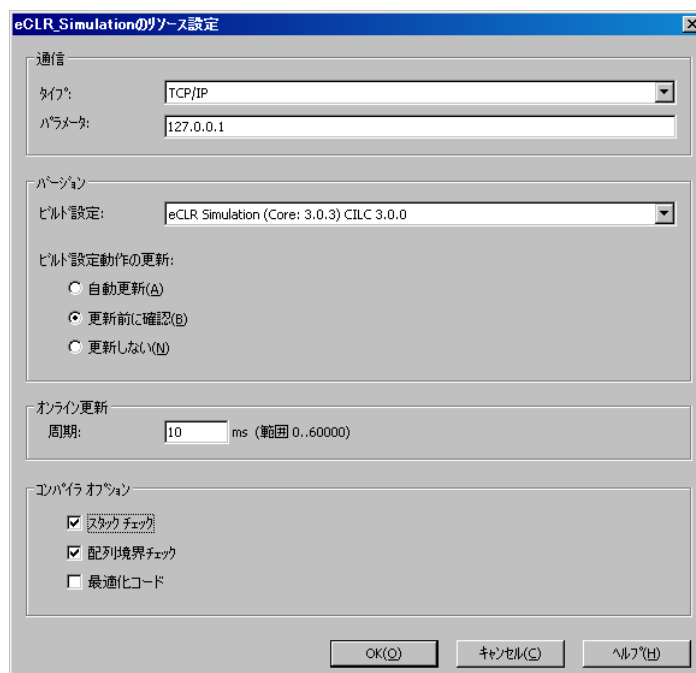 eCLR_Simulationのリソース設定
通信
ﾀｲﾌﾟ:
TCP/IP
ﾊﾟﾗﾒｰﾀ:
127.0.0.1
ﾊﾞｰｼﾞｮﾝ
ﾋﾞﾙﾄﾞ設定:
eCLR Simulation (Core: 3.0.3) CILC 3.0.0
ﾋﾞﾙﾄﾞ設定動作の更新:
自動更新(A)
更新前に確認(B)
更新しない(N)
ｵﾝﾗｲﾝ更新
周期:
10
ms (範囲 0..60000)
ｺﾝﾊﾟｲﾗ ｵﾌﾟｼｮﾝ
ｽﾀｯｸ ﾁｪｯｸ
配列境界ﾁｪｯｸ
最適化コード
OK(O)
ｷｬﾝｾﾙ(C)
ﾍﾙﾌﾟ(H)